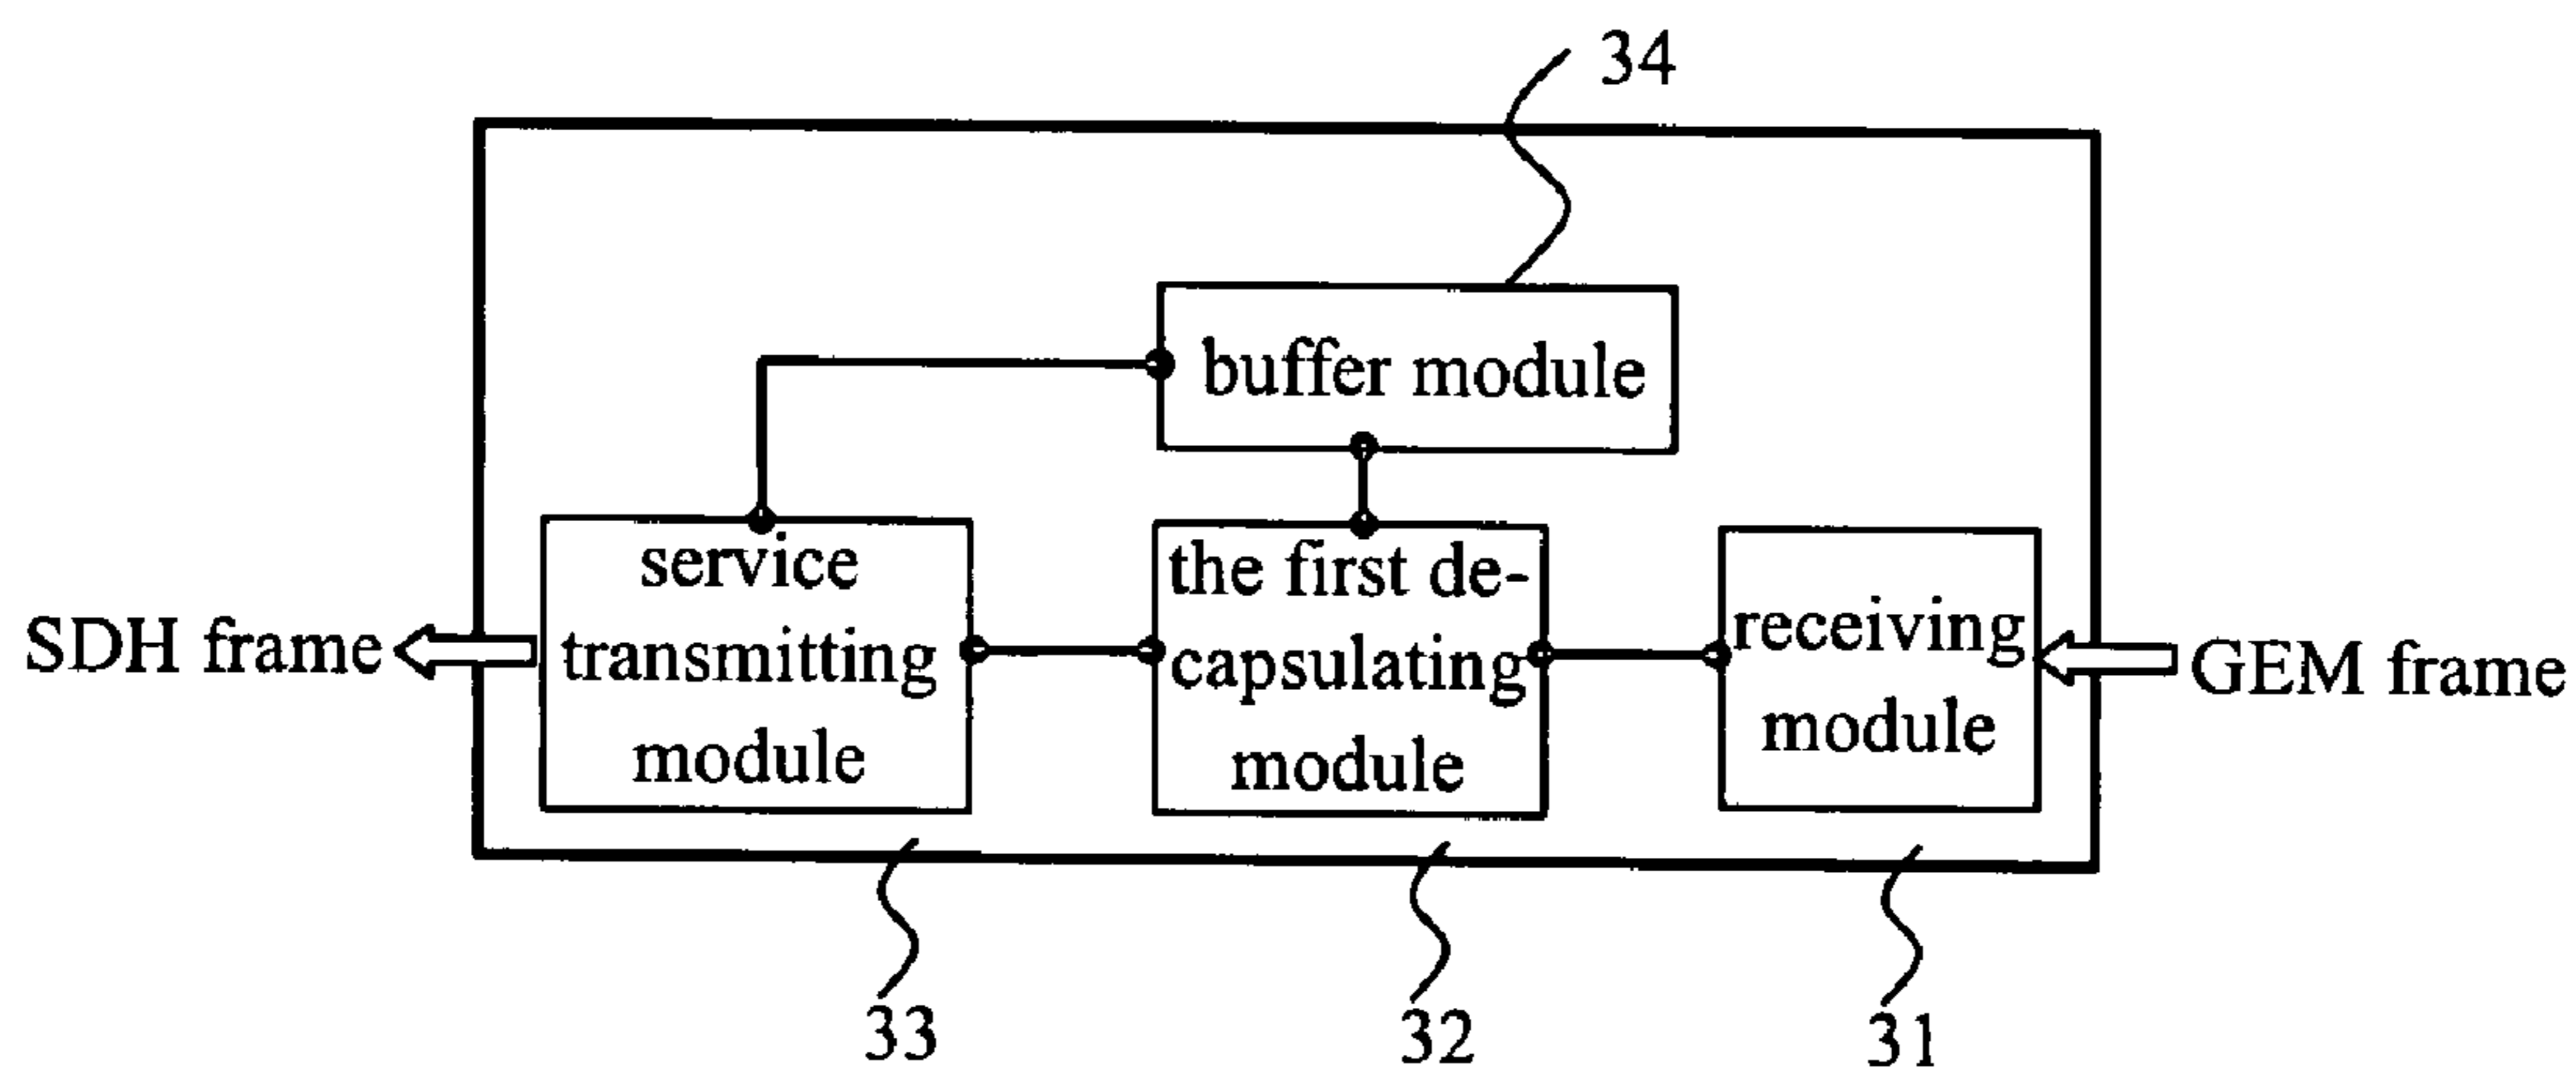 34
buffer module
service
transmitting
module
the first de-
capsulating
module
receiving
module
SDH frame
GEM frame
33
32
31